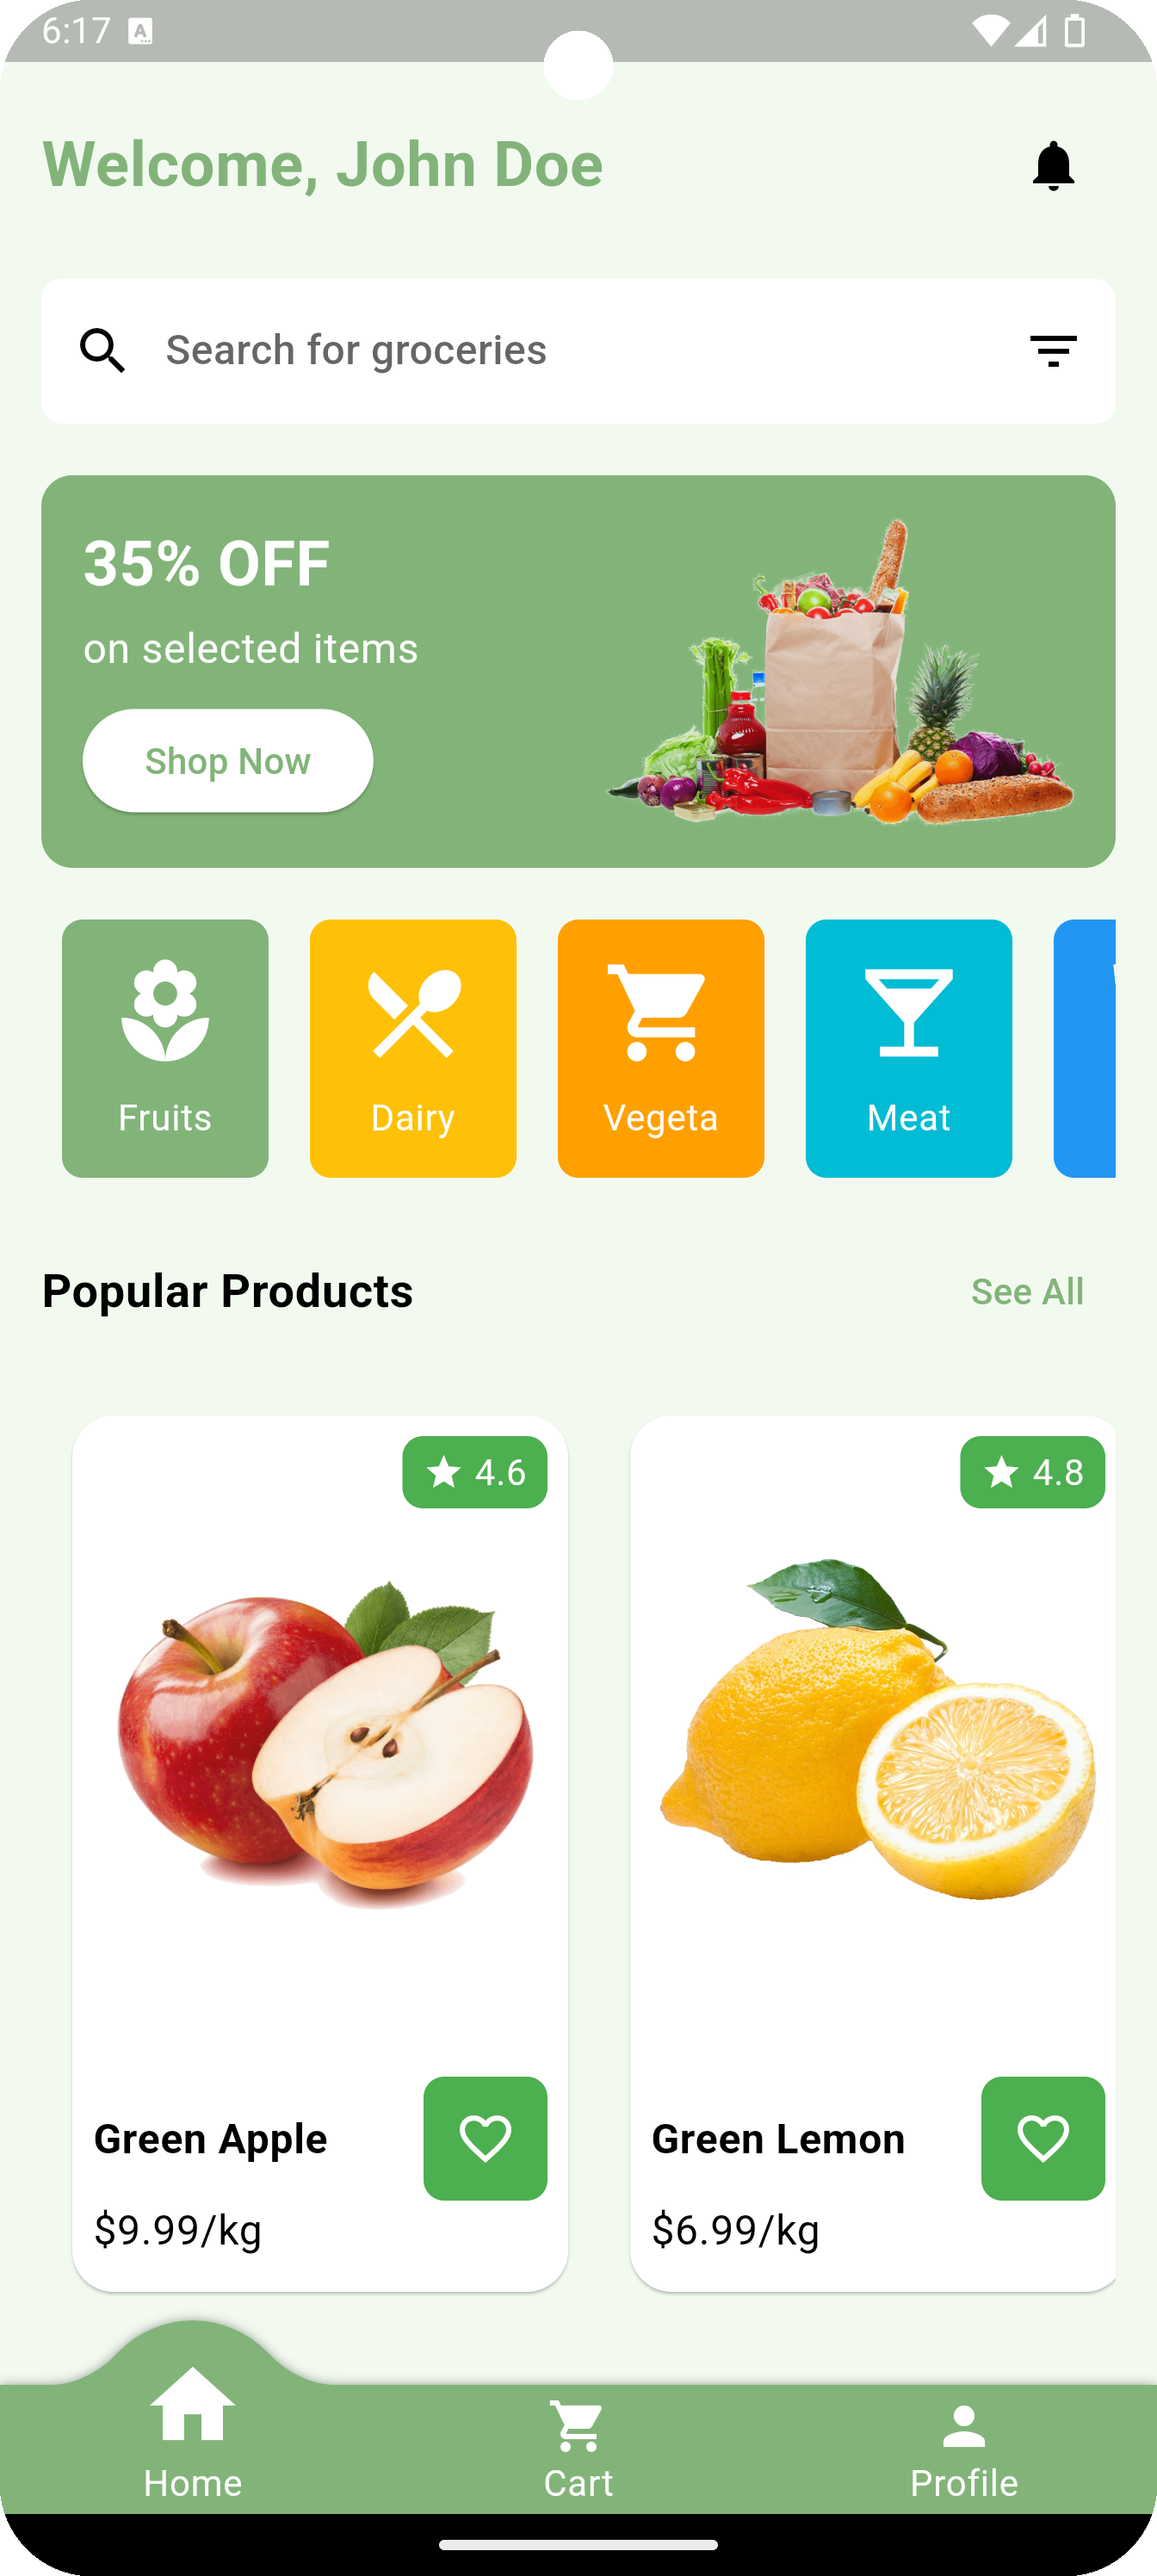 6:17
Welcome, John Doe
Search for groceries
35% OFF
on selected items
Shop Now
Fruits
Dairy
Vegeta
Meat
Popular Products
See All
4.6
4.8
Green Apple
Green Lemon
$9.99/kg
$6.99/kg
Home
Cart
Profile